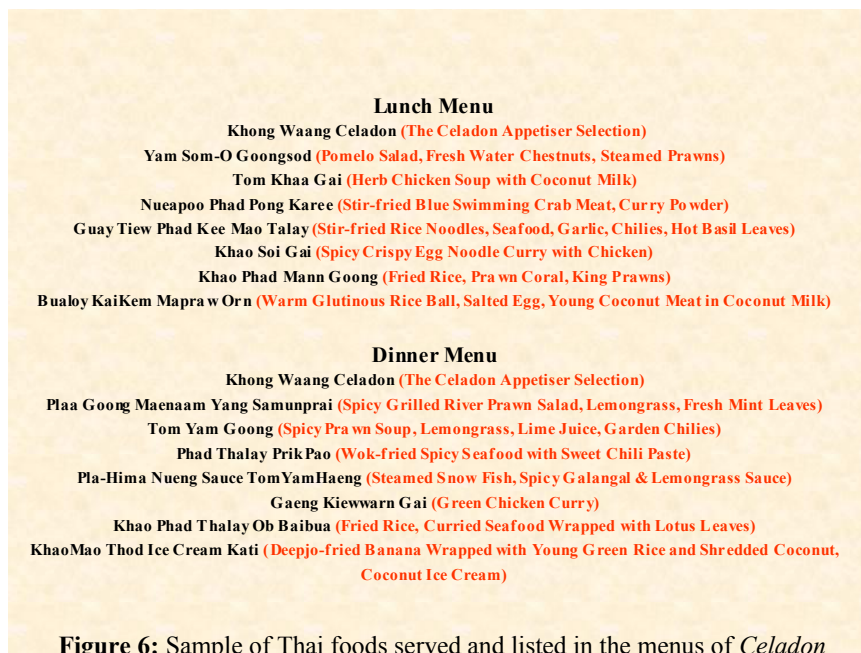 Lunch Menu
Khong Waang Celadon (The Celadon Appetiser Selection)
Yam Som-O Goongsod (Pomelo Salad, Fresh Water Chestnuts, Steamed Prawns)
Tom Khaa Gai (Herb Chicken Soup with Coconut Milk)
Nueapoo Phad Pong Karee (Stir-fried Blue Swimming Crab Meat, Curry Powder)
Guay Tiew Phad Kee Mao Talay (Stir-fried Rice Noodles, Seafood, Garlic, Chilies, Hot Basil Leaves)
Khao Soi Gai (Spicy Crispy Egg Noodle Curry with Chicken)
Khao Phad Mann Goong (Fried Rice, Prawn Coral, King Prawns)
Bualoy KaiKem Mapraw Orn (Warm Glutinous Rice Ball, Salted Egg, Young Coconut Meat in Coconut Milk)
Dinner Menu
Khong Waang Celadon (The Celadon Appetiser Selection)
Plaa Goong Maenaam Yang Samunprai (Spicy Grilled River Prawn Salad, Lemongrass, Fresh Mint Leaves)
Tom Yam Goong (Spicy Prawn Soup, Lemongrass, Lime Juice, Garden Chilies)
Phad Thalay Prik Pao (Wok-fried Spicy Seafood with Sweet Chili Paste)
Pla-Hima Nueng Sauce TomYamHaeng (Steamed Snow Fish, Spicy Galangal & Lemongrass Sauce)
Gaeng Kiewwarn Gai (Green Chicken Curry)
Khao Phad Thalay Ob Baibua (Fried Rice, Curried Seafood Wrapped with Lotus Leaves)
KhaoMao Thod Ice Cream Kati (Deepjo-fried Banana Wrapped with Young Green Rice and Shredded Coconut,
Coconut Ice Cream)
Figure 6: Sample of Thai foods served and listed in the menus of Celadon